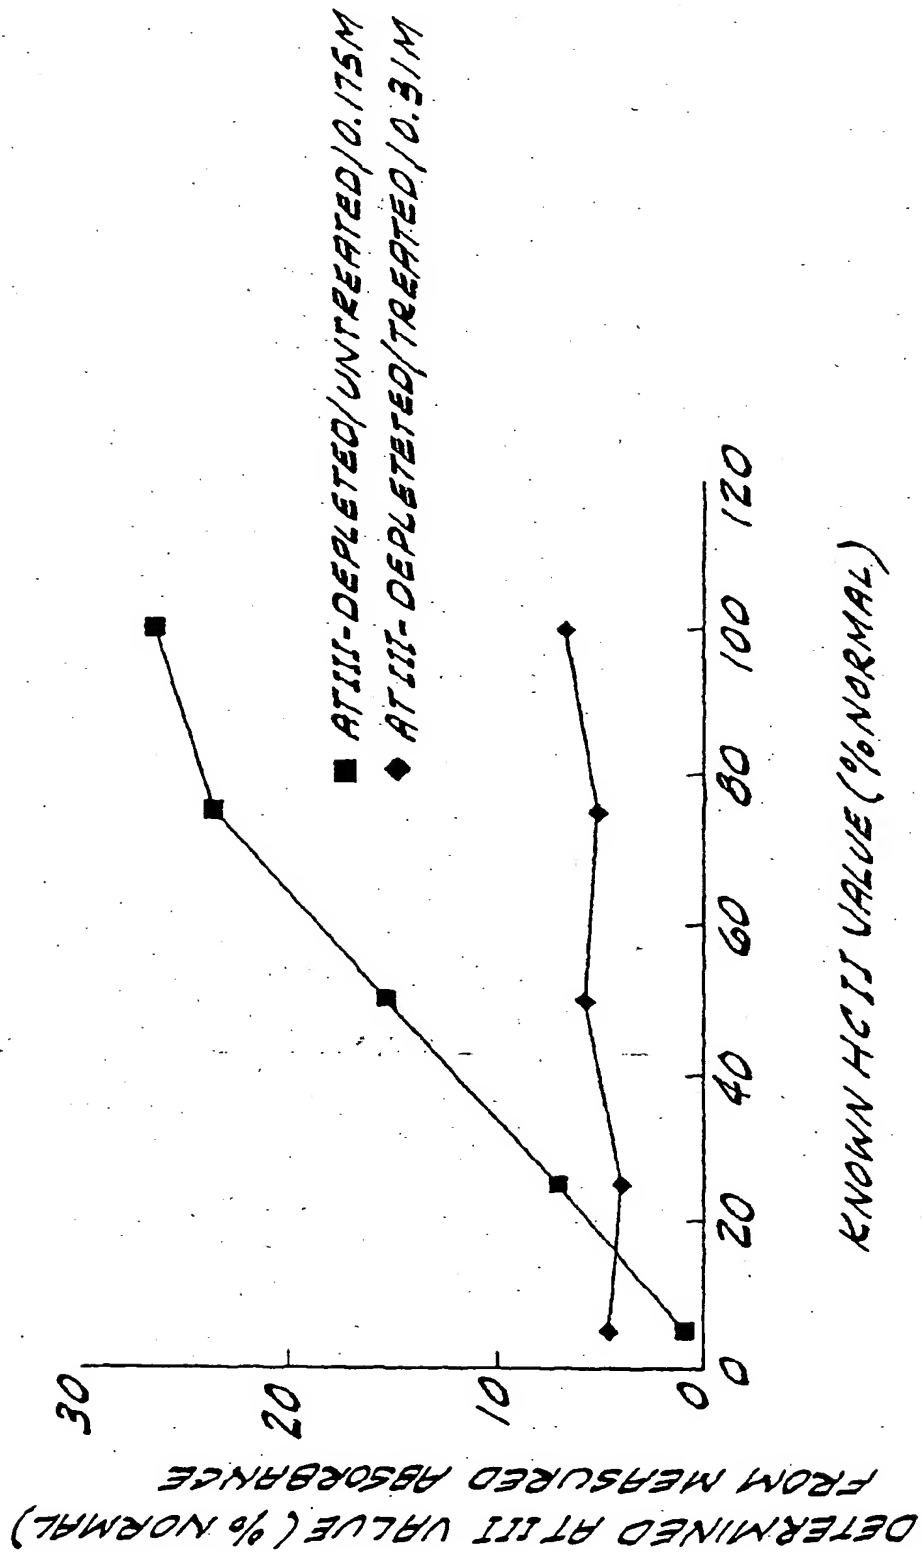 DETERMINED ATIII VALUE (% NORMAL)
FROM MEASURED ABSORBANCE
30
20
10
0
0 20 40 60 80 100 120
KNOWN HCII VALUE (% NORMAL)
ATIII-DEPLETED/UNTREATED/0.175M
ATIII-DEPLETETED/TREATED/0.31M